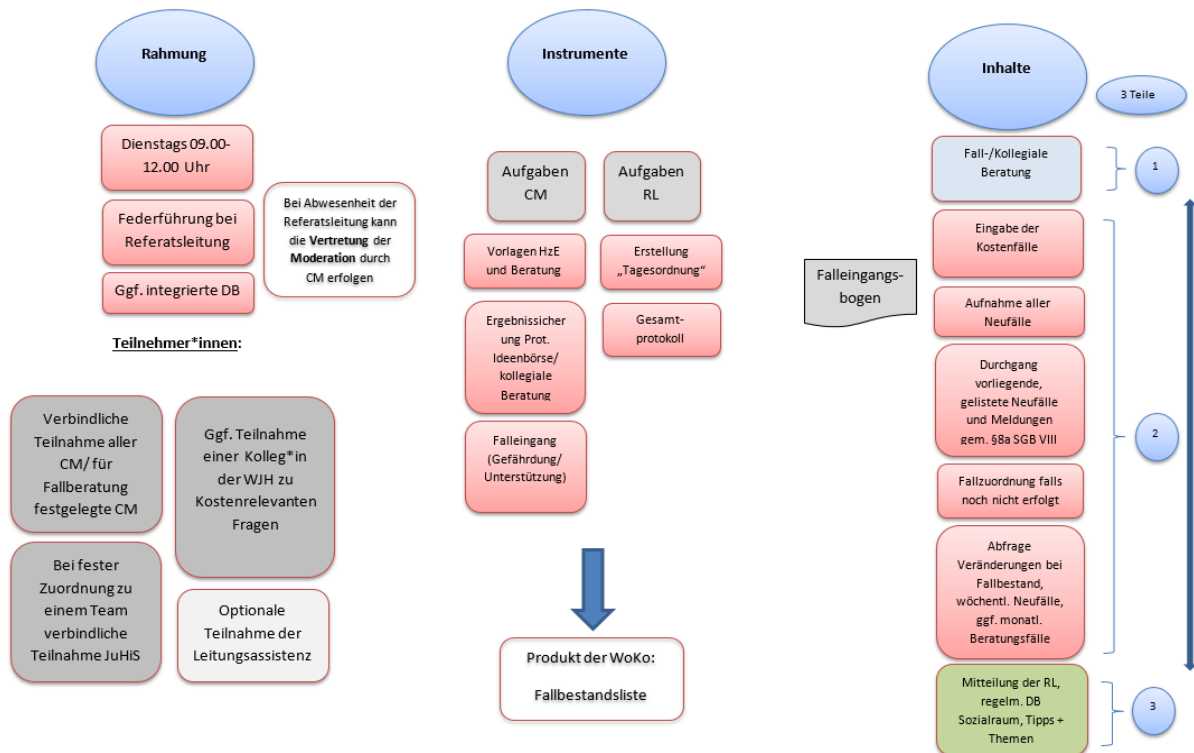 Rahmung
Dienstags 09.00-
12.00 Uhr
Federführung bei
Referatsleitung
Ggf. integrierte DB
Bei Abwesenheit der
Referatsleitung kann
die Vertretung der
Moderation durch
CM erfolgen
Teilnehmer*innen:
Verbindliche
Teilnahme aller
CM/ für
Fallberatung
festgelegte CM
Ggf. Teilnahme
einer Kolleg*in
der WJH zu
Kostenrelevanten
Fragen
Bei fester
Zuordnung zu
einem Team
verbindliche
Teilnahme JuHiS
Optionale
Teilnahme der
Leitungsassistenz
Instrumente
Aufgaben
CM
Vorlagen HzE
und Beratung
Ergebnissicher
ung Prot.
Ideenbörse/
kollegiale
Beratung
Falleingang
(Gefährdung/
Unterstützung)
Aufgaben
RL
Erstellung
„Tagesordnung“
Gesamt-
protokoll
Produkt der WoKo:
Fallbestandsliste
Inhalte
3 Teile
Fall-/Kollegiale
Beratung
1
Eingabe der
Kostenfälle
Falleingangs-
bogen
Aufnahme aller
Neufälle
Durchgang
vorliegende,
gelistete Neufälle
und Meldungen
gem. §8a SGB VIII
2
Fallzuordnung falls
noch nicht erfolgt
Abfrage
Veränderungen bei
Fallbestand,
wöchentl. Neufälle,
ggf. monatl.
Beratungsfälle
Mitteilung der RL,
regelm. DB
Sozialraum, Tipps +
Themen
3